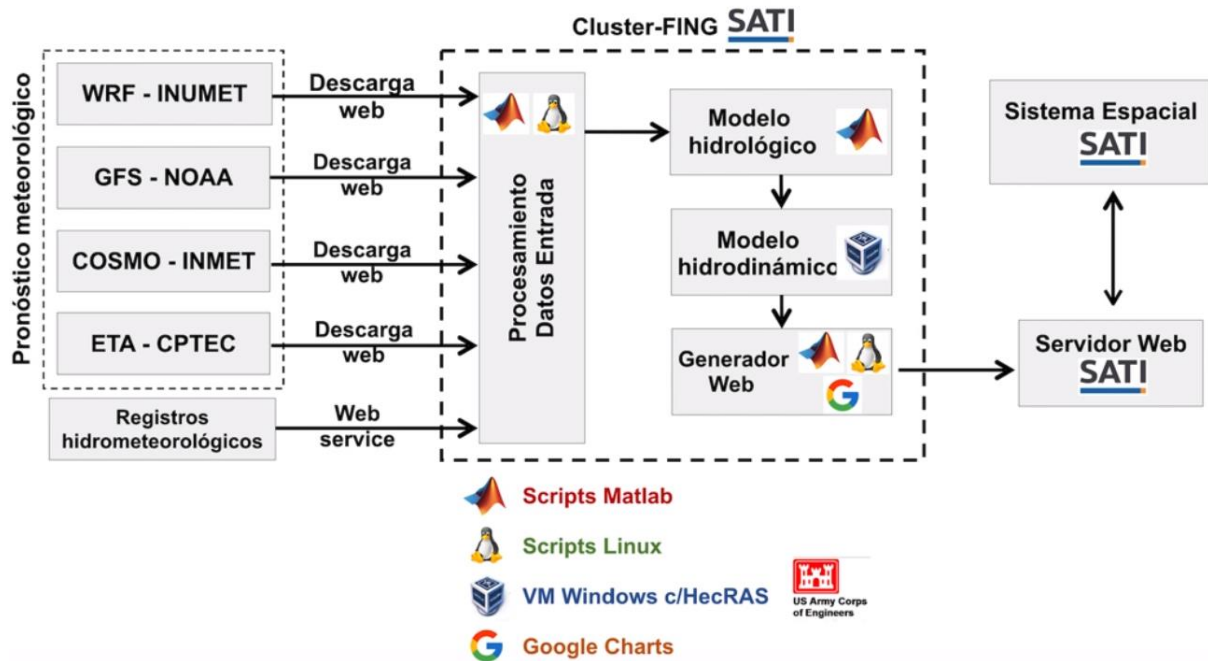 Cluster-FING SATI
Pronóstico meteorológico
WRF - INUMET
Descarga
web
GFS - NOAA
Descarga
web
COSMO - INMET
Descarga
web
ETA - CPTEC
Descarga
web
Registros
hidrometeorológicos
Web
service
Procesamiento
Datos Entrada
Modelo
hidrológico
Modelo
hidrodinámico
Generador
Web
Sistema Espacial
SATI
Servidor Web
SATI
Scripts Matlab
Scripts Linux
VM Windows c/HecRAS
US Army Corps
of Engineers
Google Charts